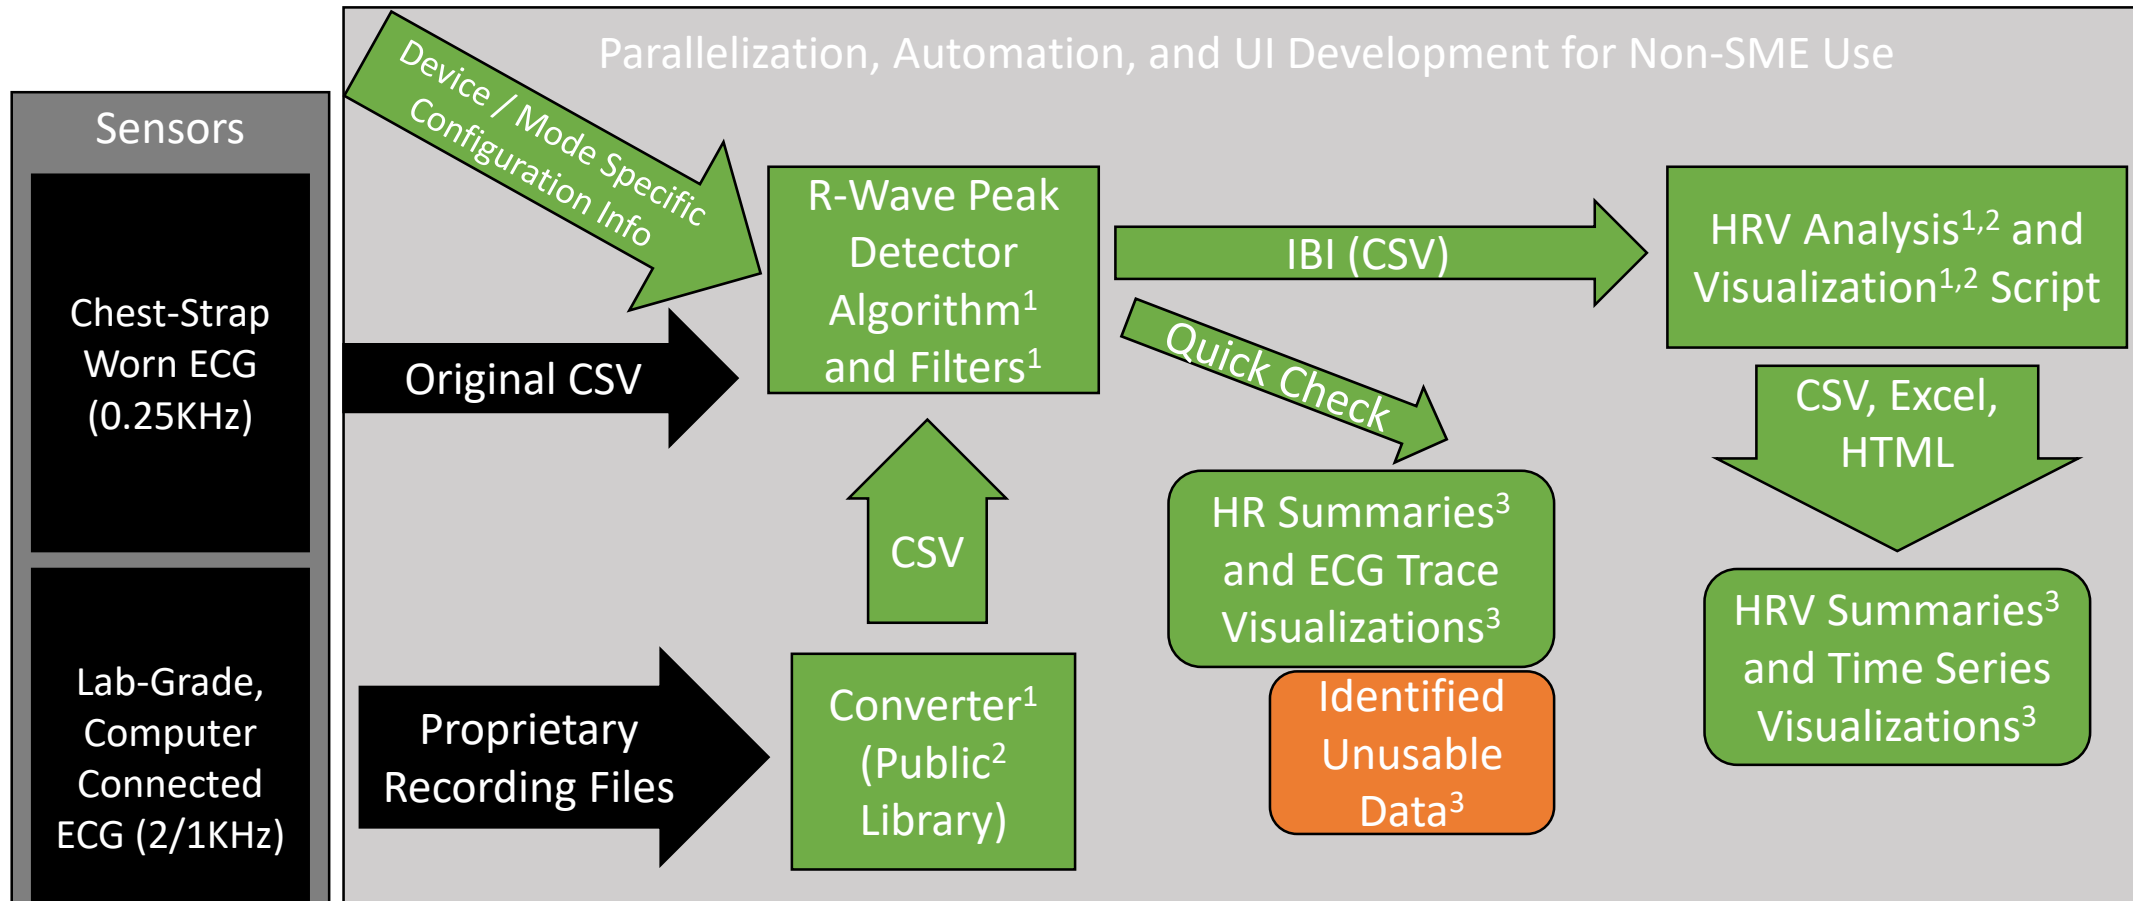 Parallelization, Automation, and UI Development for Non-SME Use
Sensors
Chest-Strap
Worn ECG
(0.25KHz)
Lab-Grade,
Computer
Connected
ECG (2/1KHz)
Device / Mode Specific
Configuration Info
Original CSV
Proprietary
Recording Files
R-Wave Peak
Detector
Algorithm¹
and Filters¹
CSV
Converter¹
(Public²
Library)
IBI (CSV)
Quick Check
HR Summaries³
and ECG Trace
Visualizations³
Identified
Unusable
Data³
HRV Analysis¹,² and
Visualization¹,² Script
CSV, Excel,
HTML
HRV Summaries³
and Time Series
Visualizations³